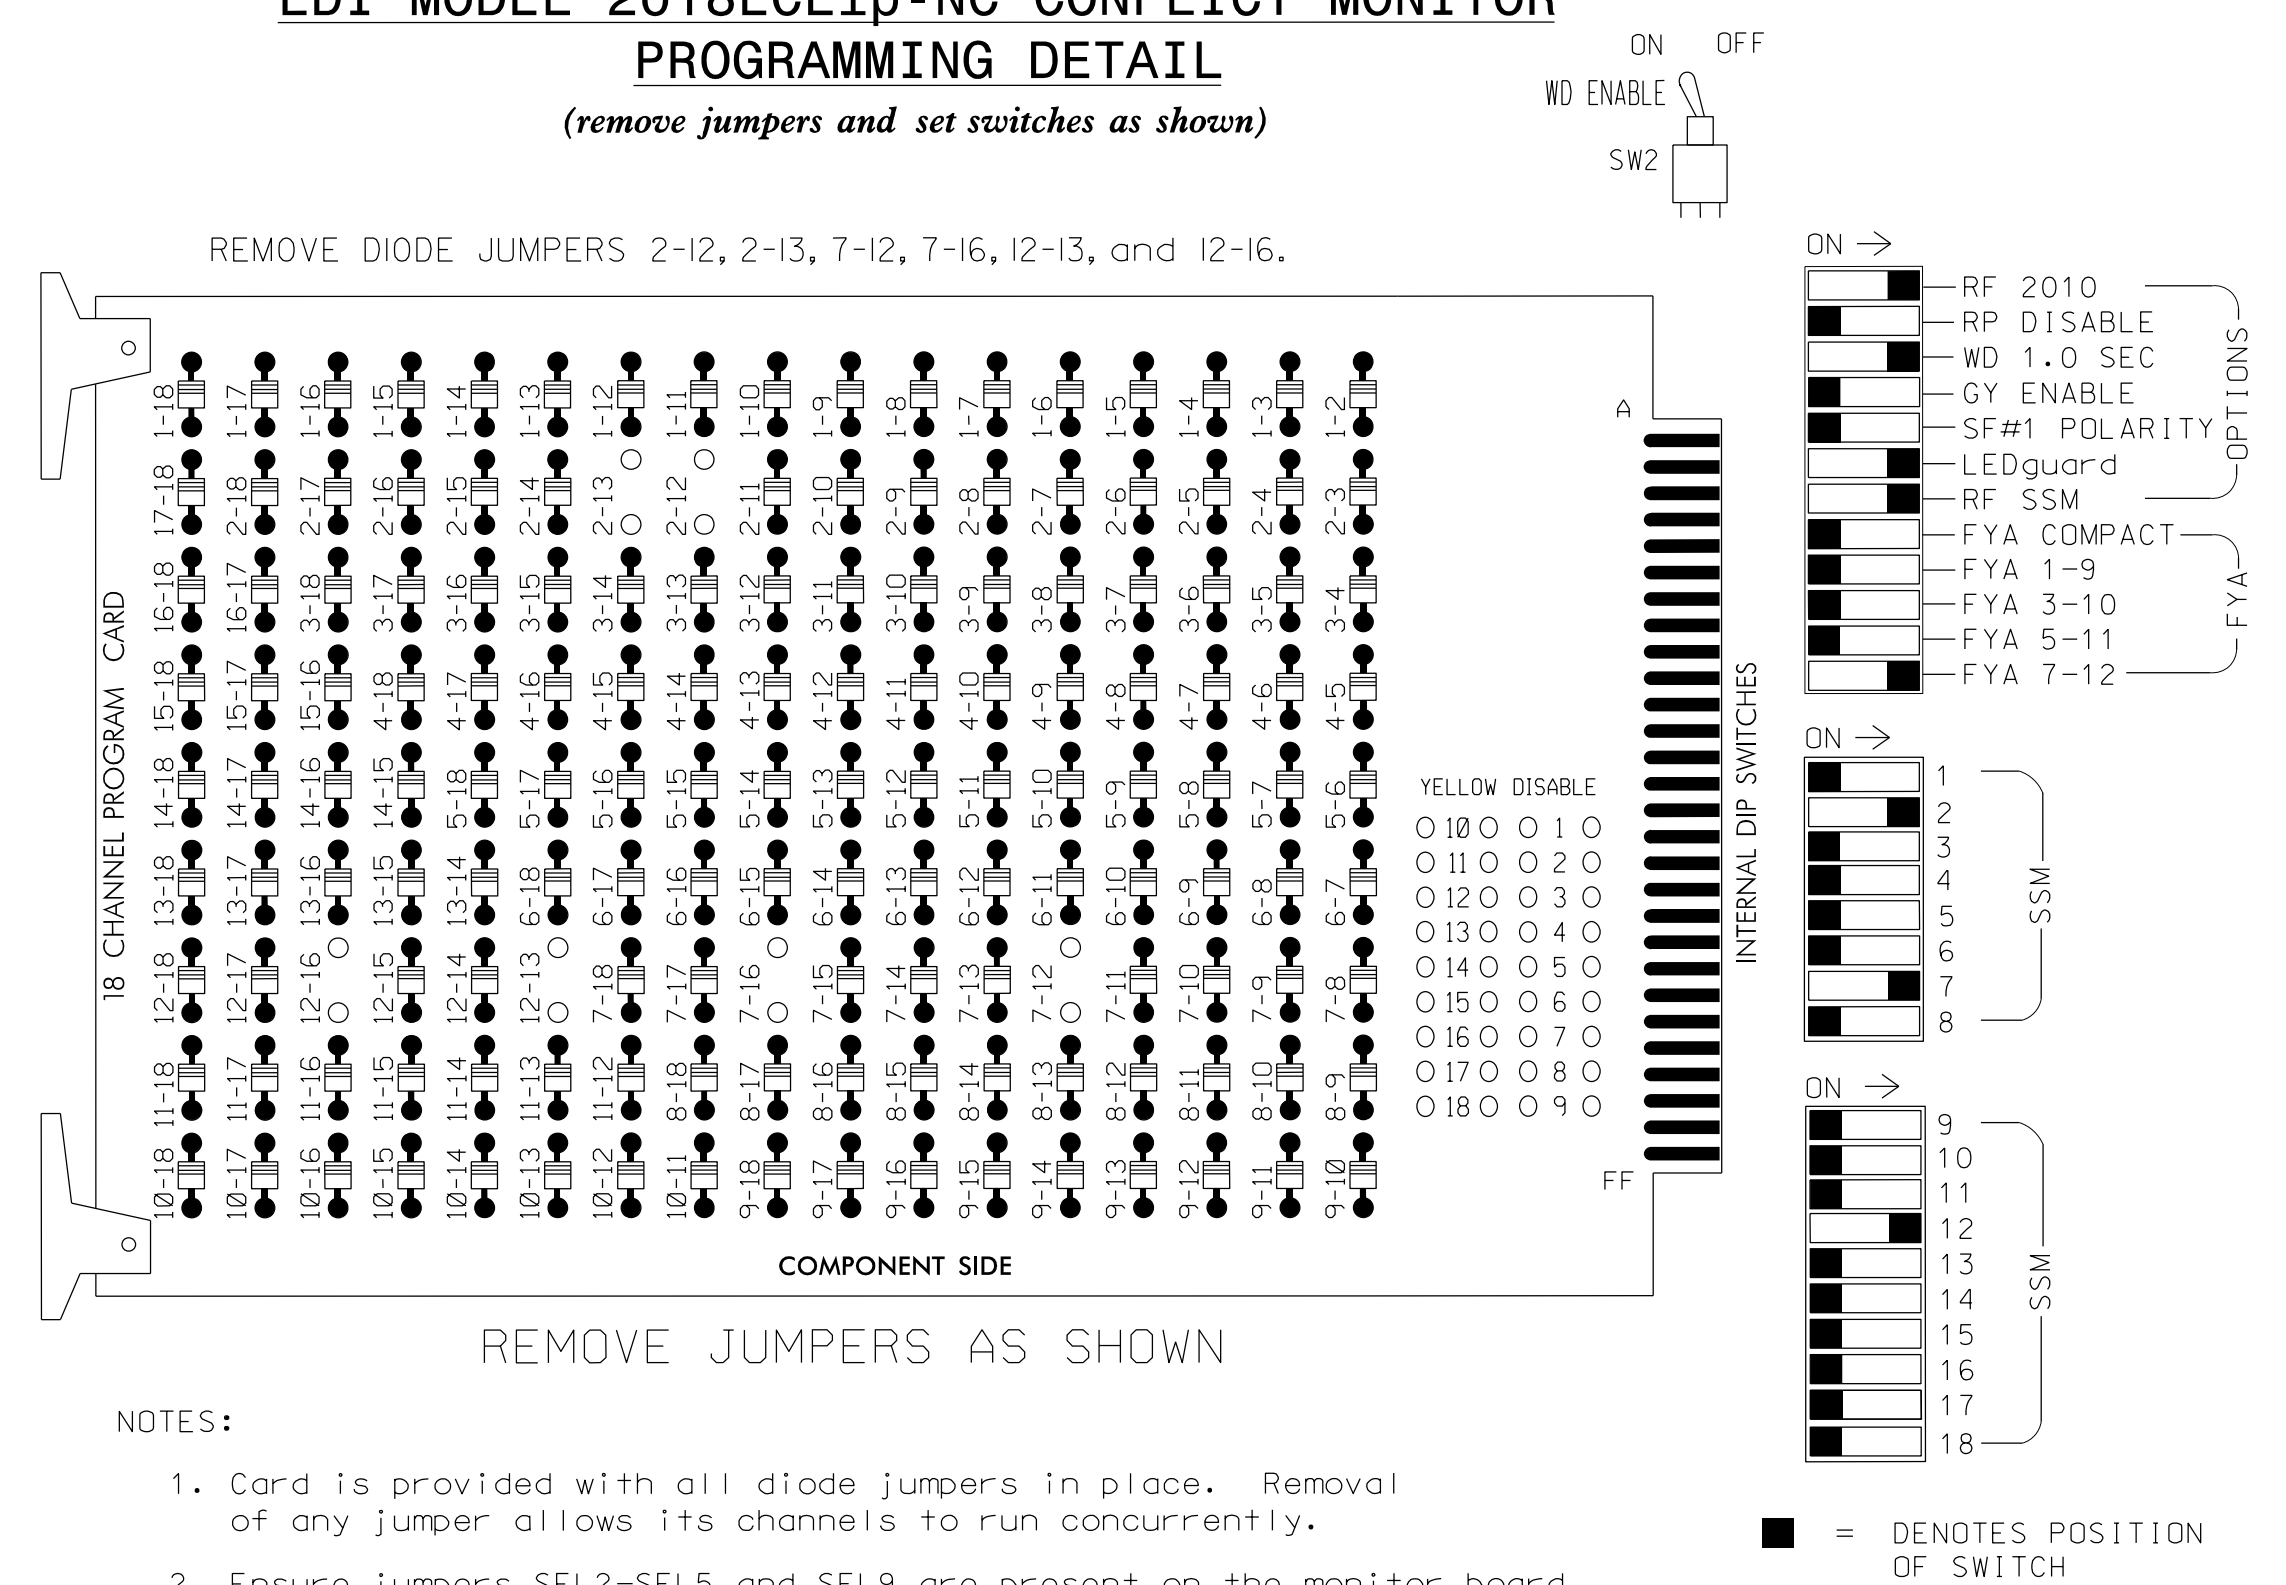 EDI MODEL 2018ECLip-NC CONFLICT MONITOR
PROGRAMMING DETAIL
(remove jumpers and set switches as shown)
ON OFF
WD ENABLE
SW2
REMOVE DIODE JUMPERS 2-12, 2-13, 7-12, 7-16, 12-13, and 12-16.
18 CHANNEL PROGRAM CARD
1-18 1-17 1-16 1-15 1-14 1-13 1-12 1-11 1-10 1-9 1-8 1-7 1-6 1-5 1-4 1-3 1-2
17-18 2-18 2-17 2-16 2-15 2-14 2-13 2-12 2-11 2-10 2-9 2-8 2-7 2-6 2-5 2-4 2-3
16-18 16-17 3-18 3-17 3-16 3-15 3-14 3-13 3-12 3-11 3-10 3-9 3-8 3-7 3-6 3-5 3-4
15-18 15-17 15-16 4-18 4-17 4-16 4-15 4-14 4-13 4-12 4-11 4-10 4-9 4-8 4-7 4-6 4-5
14-18 14-17 14-16 14-15 5-18 5-17 5-16 5-15 5-14 5-13 5-12 5-11 5-10 5-9 5-8 5-7 5-6
13-18 13-17 13-16 13-15 13-14 6-18 6-17 6-16 6-15 6-14 6-13 6-12 6-11 6-10 6-9 6-8 6-7
12-18 12-17 12-16 12-15 12-14 12-13 7-18 7-17 7-16 7-15 7-14 7-13 7-12 7-11 7-10 7-9 7-8
11-18 11-17 11-16 11-15 11-14 11-13 11-12 8-18 8-17 8-16 8-15 8-14 8-13 8-12 8-11 8-10 8-9
10-18 10-17 10-16 10-15 10-14 10-13 10-12 10-11 9-18 9-17 9-16 9-15 9-14 9-13 9-12 9-11 9-10
COMPONENT SIDE
YELLOW DISABLE
10 1
11 2
12 3
13 4
14 5
15 6
16 7
17 8
18 9
A
FF
INTERNAL DIP SWITCHES
ON
RF 2010
RP DISABLE
WD 1.0 SEC
GY ENABLE
SF#1 POLARITY
LEDguard
RF SSM
OPTIONS
FYA COMPACT
FYA 1-9
FYA 3-10
FYA 5-11
FYA 7-12
FYA
ON
1
2
3
4
5
6
7
8
SSM
ON
9
10
11
12
13
14
15
16
17
18
SSM
REMOVE JUMPERS AS SHOWN
NOTES:
1. Card is provided with all diode jumpers in place. Removal
of any jumper allows its channels to run concurrently.
2. Ensure jumpers SEL2-SEL5 and SEL9 are present on the monitor board.
= DENOTES POSITION
OF SWITCH